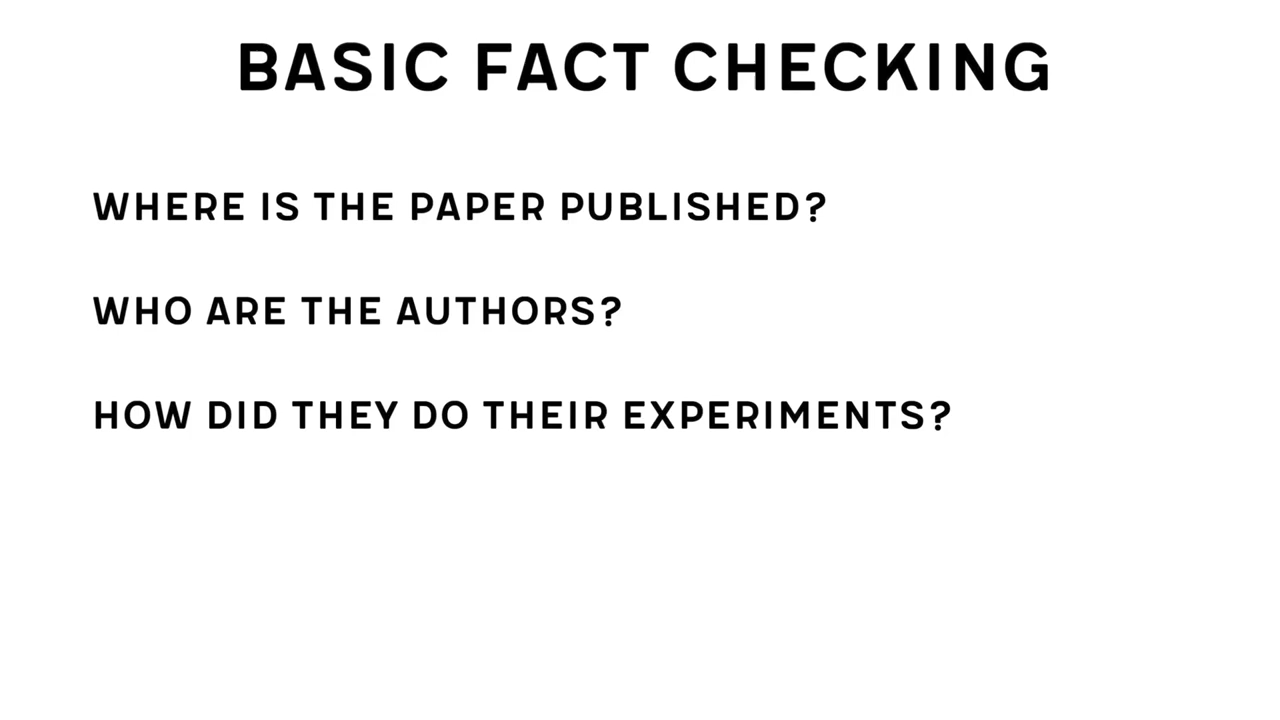 BASIC FACT CHECKING
WHERE IS THE PAPER PUBLISHED?
WHO ARE THE AUTHORS?
HOW DID THEY DO THEIR EXPERIMENTS?